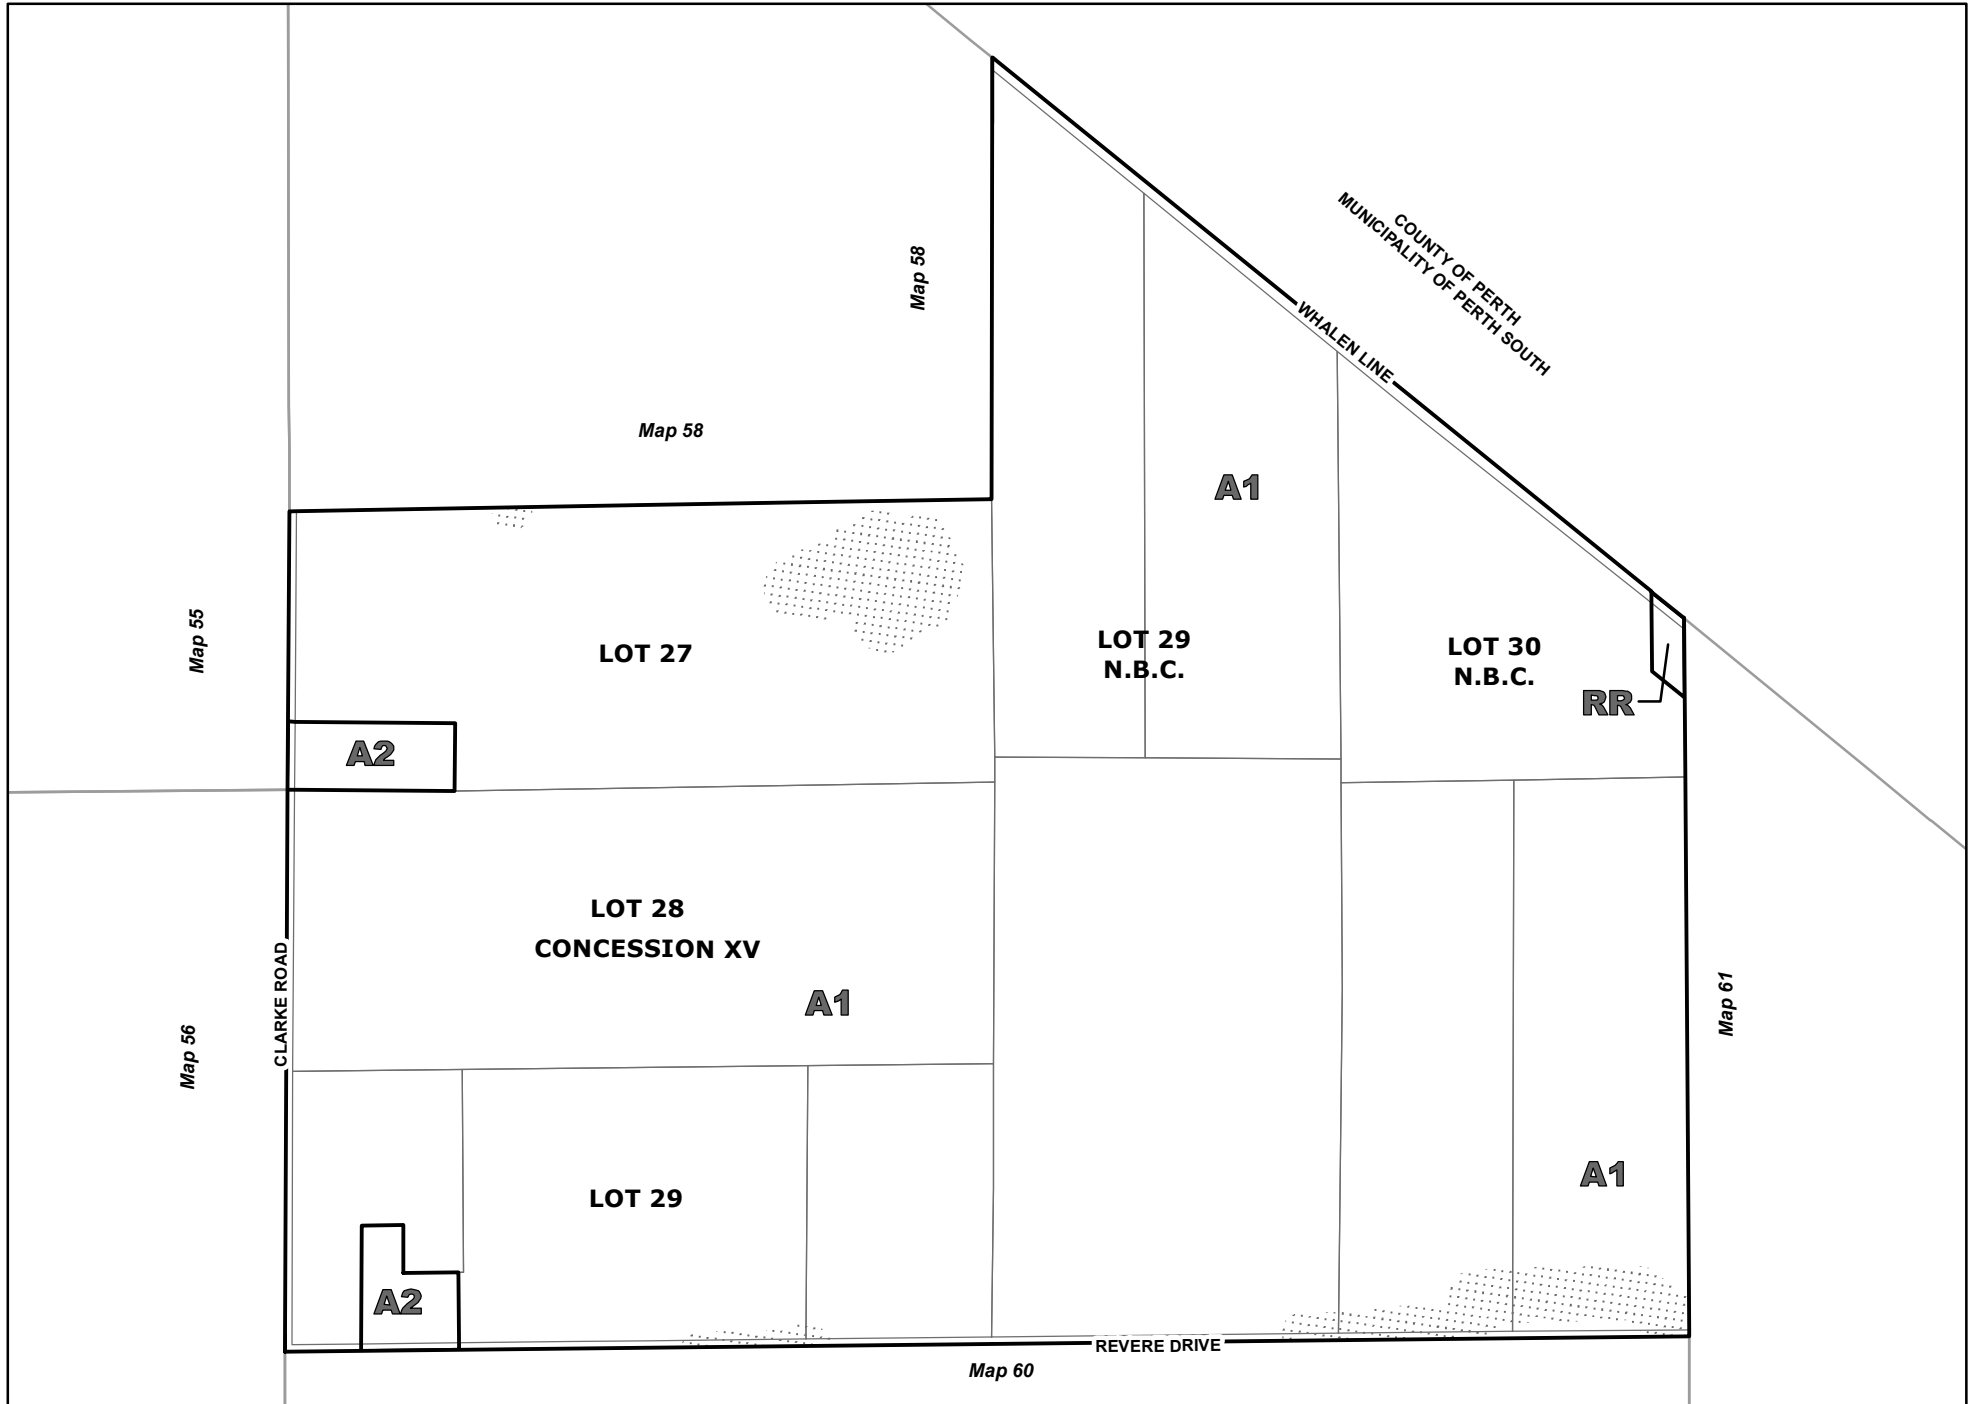 COUNTY OF PERTH
MUNICIPALITY OF PERTH SOUTH
Map 58
WHALEN LINE
Map 58
A1
Map 55
LOT 27
LOT 29
N.B.C.
LOT 30
N.B.C.
RR
A2
LOT 28
CONCESSION XV
A1
CLARKE ROAD
Map 56
Map 61
A1
LOT 29
A2
REVERE DRIVE
Map 60